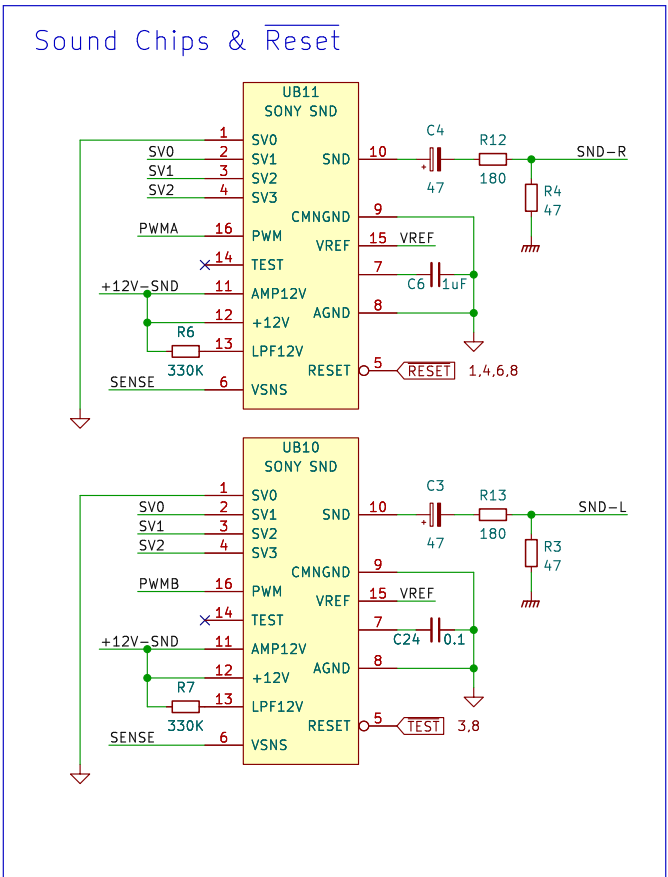 Sound Chips & Reset
UB11
SONY SND
1 SV0
SV0 2 SV1
SV1 3 SV2
SV2 4 SV3
PWMA 16 PWM
14 TEST
+12V-SND 11 AMP12V
12 +12V
R6 13 LPF12V
330K
SENSE 6 VSNS
SND 10
C4
47
R12
180
SND-R
R4
47
CMNGND 9
VREF 15 VREF
7 C6 1uF
AGND 8
RESET 5 RESET 1,4,6,8
UB10
SONY SND
1 SV0
SV0 2 SV1
SV1 3 SV2
SV2 4 SV3
PWMB 16 PWM
14 TEST
+12V-SND 11 AMP12V
12 +12V
R7 13 LPF12V
330K
SENSE 6 VSNS
SND 10
C3
47
R13
180
SND-L
R3
47
CMNGND 9
VREF 15 VREF
7 C24 0.1
AGND 8
RESET 5 TEST 3,8